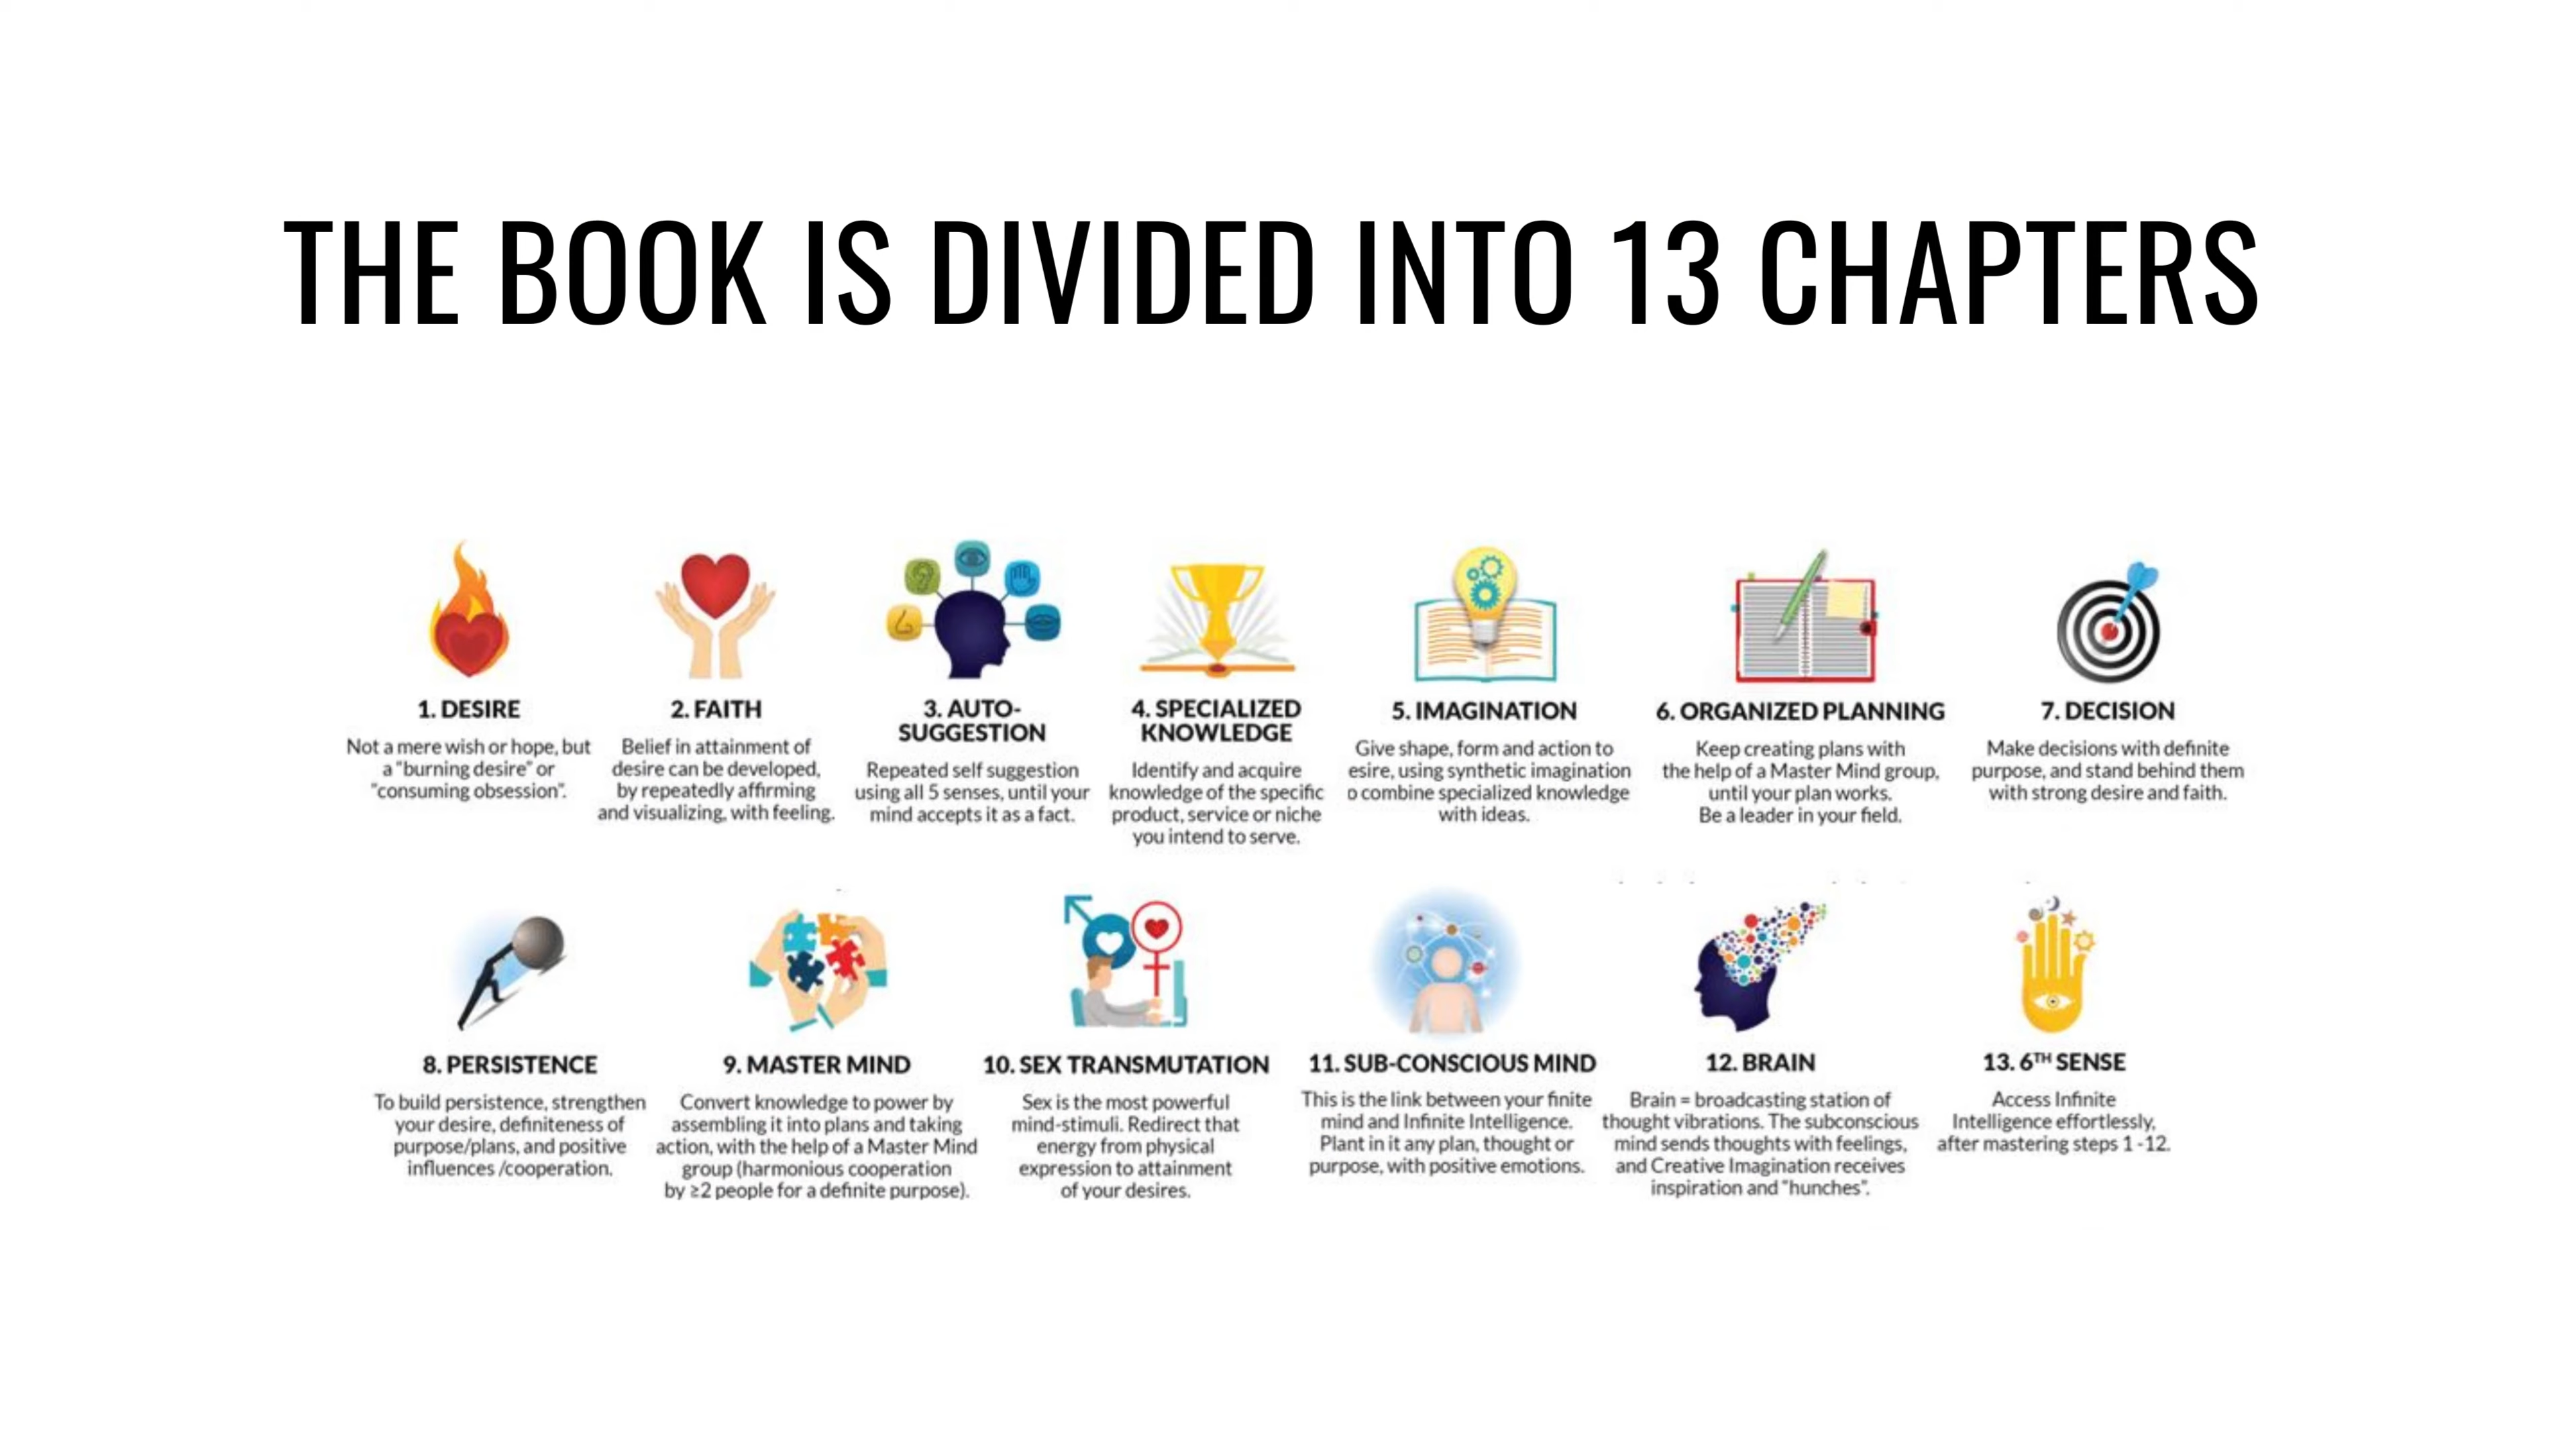 THE BOOK IS DIVIDED INTO 13 CHAPTERS
1. DESIRE
Not a mere wish or hope, but
a "burning desire" or
"consuming obsession".
2. FAITH
Belief in attainment of
desire can be developed,
by repeatedly affirming
and visualizing, with feeling.
3. AUTO-
SUGGESTION
Repeated self suggestion
using all 5 senses, until your
mind accepts it as a fact.
4. SPECIALIZED
KNOWLEDGE
Identify and acquire
knowledge of the specific
product, service or niche
you intend to serve.
5. IMAGINATION
Give shape, form and action to
esire, using synthetic imagination
o combine specialized knowledge
with ideas.
6. ORGANIZED PLANNING
Keep creating plans with
the help of a Master Mind group,
until your plan works.
Be a leader in your field.
7. DECISION
Make decisions with definite
purpose, and stand behind them
with strong desire and faith.
8. PERSISTENCE
To build persistence, strengthen
your desire, definiteness of
purpose/plans, and positive
influences /cooperation.
9. MASTER MIND
Convert knowledge to power by
assembling it into plans and taking
action, with the help of a Master Mind
group (harmonious cooperation
by ≥2 people for a definite purpose).
10. SEX TRANSMUTATION
Sex is the most powerful
mind-stimuli. Redirect that
energy from physical
expression to attainment
of your desires.
11. SUB-CONSCIOUS MIND
This is the link between your finite
mind and Infinite Intelligence.
Plant in it any plan, thought or
purpose, with positive emotions.
12. BRAIN
Brain = broadcasting station of
thought vibrations. The subconscious
mind sends thoughts with feelings,
and Creative Imagination receives
inspiration and "hunches".
13. 6TH SENSE
Access Infinite
Intelligence effortlessly,
after mastering steps 1 -12.